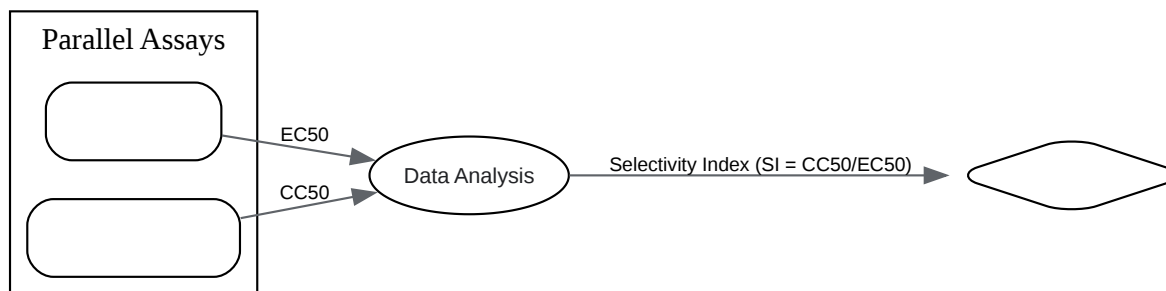 Parallel Assays
EC50
CC50
Data Analysis
Selectivity Index (SI = CC50/EC50)